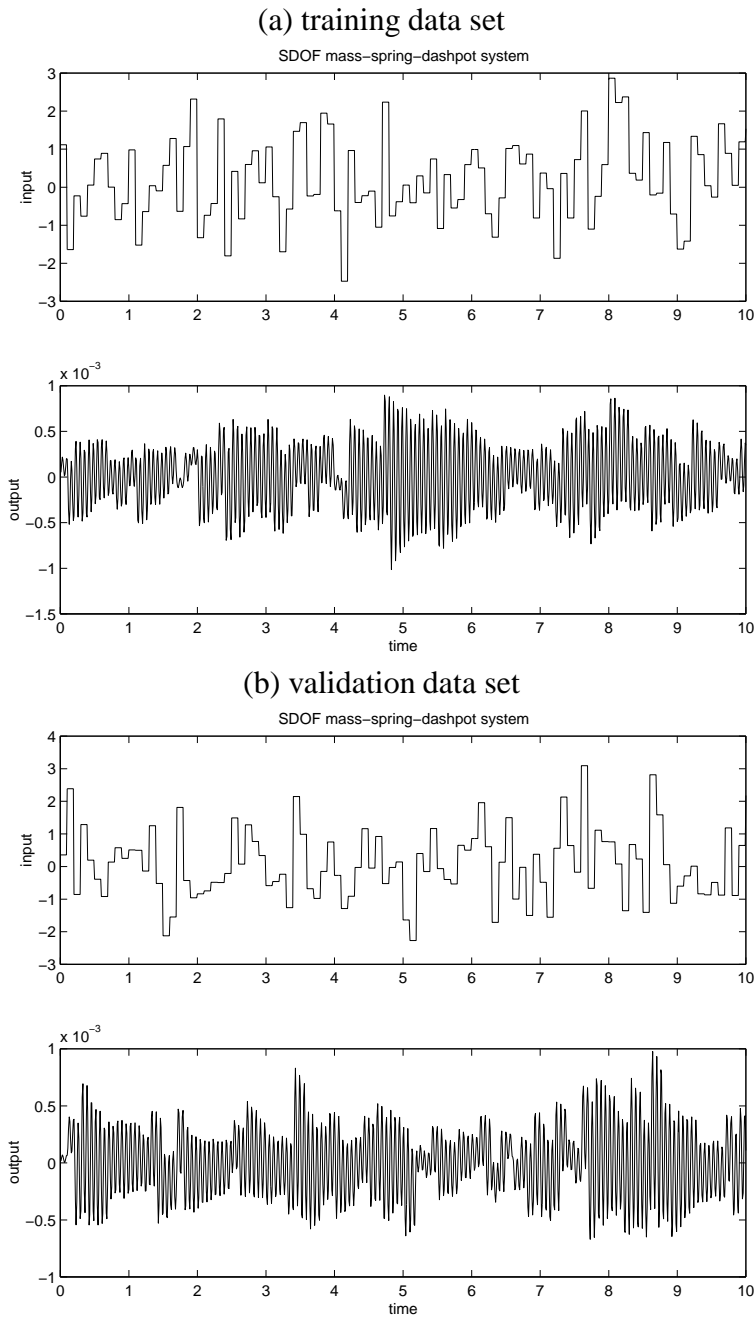 (a) training data set
SDOF mass−spring−dashpot system
3
2
1
0
−1
−2
−3
input
0 1 2 3 4 5 6 7 8 9 10
x 10−3
1
0.5
0
−0.5
−1
−1.5
output
0 1 2 3 4 5 6 7 8 9 10
time
(b) validation data set
SDOF mass−spring−dashpot system
4
3
2
1
0
−1
−2
−3
input
0 1 2 3 4 5 6 7 8 9 10
x 10−3
1
0.5
0
−0.5
−1
output
0 1 2 3 4 5 6 7 8 9 10
time